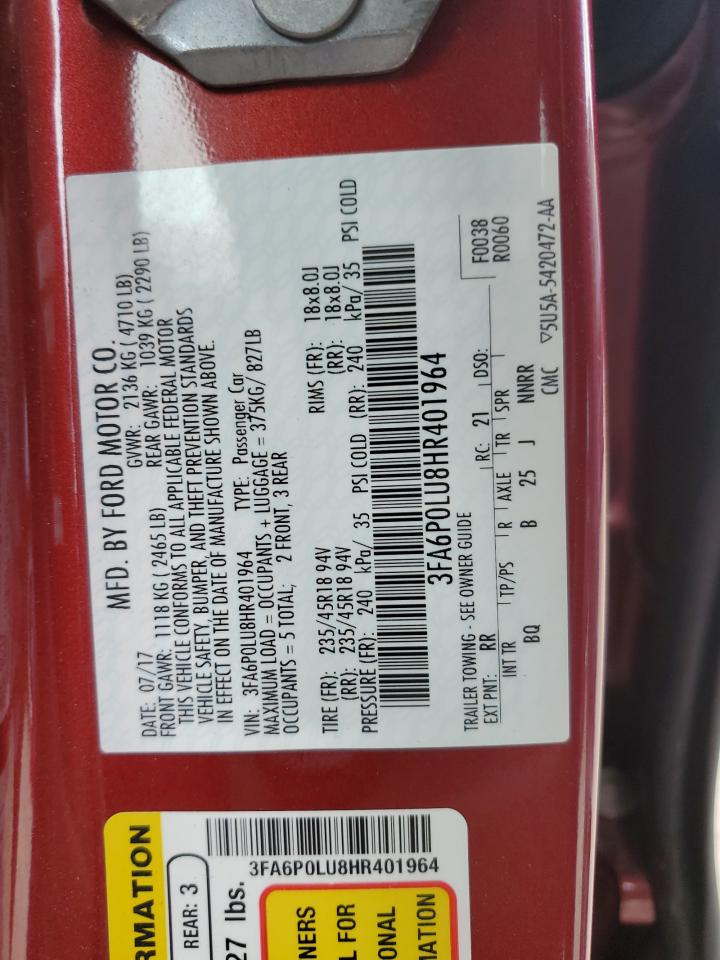 MFD. BY FORD MOTOR CO.
DATE: 07/17 GVWR: 2136 KG ( 4710 LB)
FRONT GAWR: 1118 KG ( 2465 LB) REAR GAWR: 1039 KG ( 2290 LB)
THIS VEHICLE CONFORMS TO ALL APPLICABLE FEDERAL MOTOR
VEHICLE SAFETY, BUMPER, AND THEFT PREVENTION STANDARDS
IN EFFECT ON THE DATE OF MANUFACTURE SHOWN ABOVE.
VIN: 3FA6P0LU8HR401964 TYPE: Passenger Car
MAXIMUM LOAD = OCCUPANTS + LUGGAGE = 375KG/ 827LB
OCCUPANTS = 5 TOTAL; 2 FRONT, 3 REAR
TIRE (FR): 235/45R18 94V RIMS (FR): 18x8.0J
(RR): 235/45R18 94V (RR): 18x8.0J
PRESSURE (FR): 240 kPa/ 35 PSI COLD (RR): 240 kPa/ 35 PSI COLD
3FA6P0LU8HR401964
TRAILER TOWING - SEE OWNER GUIDE
EXT PNT: RR RC: 21 DSO: F0038
R0060
INT TR TP/PS R AXLE TR SPR
BQ B 25 J NNRR
CMC ▽5U5A-5420472-AA
RMATION
REAR: 3
27 lbs.
3FA6P0LU8HR401964
NERS
L FOR
ONAL
MATION